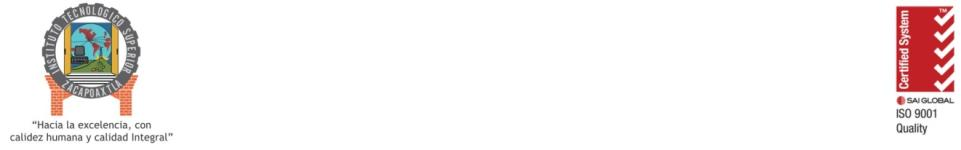 INSTITUTO TECNOLOGICO SUPERIOR
ZACAPOAXTLA
“Hacia la excelencia, con
calidez humana y calidad Integral”
Certified System
TM
SAI GLOBAL
ISO 9001
Quality